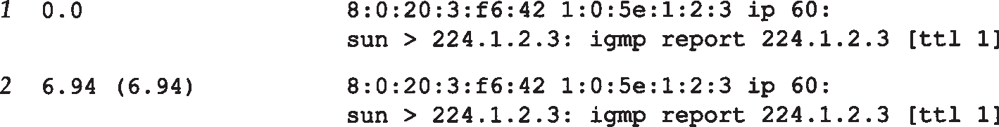 1 0.0 8:0:20:3:f6:42 1:0:5e:1:2:3 ip 60:
sun > 224.1.2.3: igmp report 224.1.2.3 [ttl 1]
2 6.94 (6.94) 8:0:20:3:f6:42 1:0:5e:1:2:3 ip 60:
sun > 224.1.2.3: igmp report 224.1.2.3 [ttl 1]